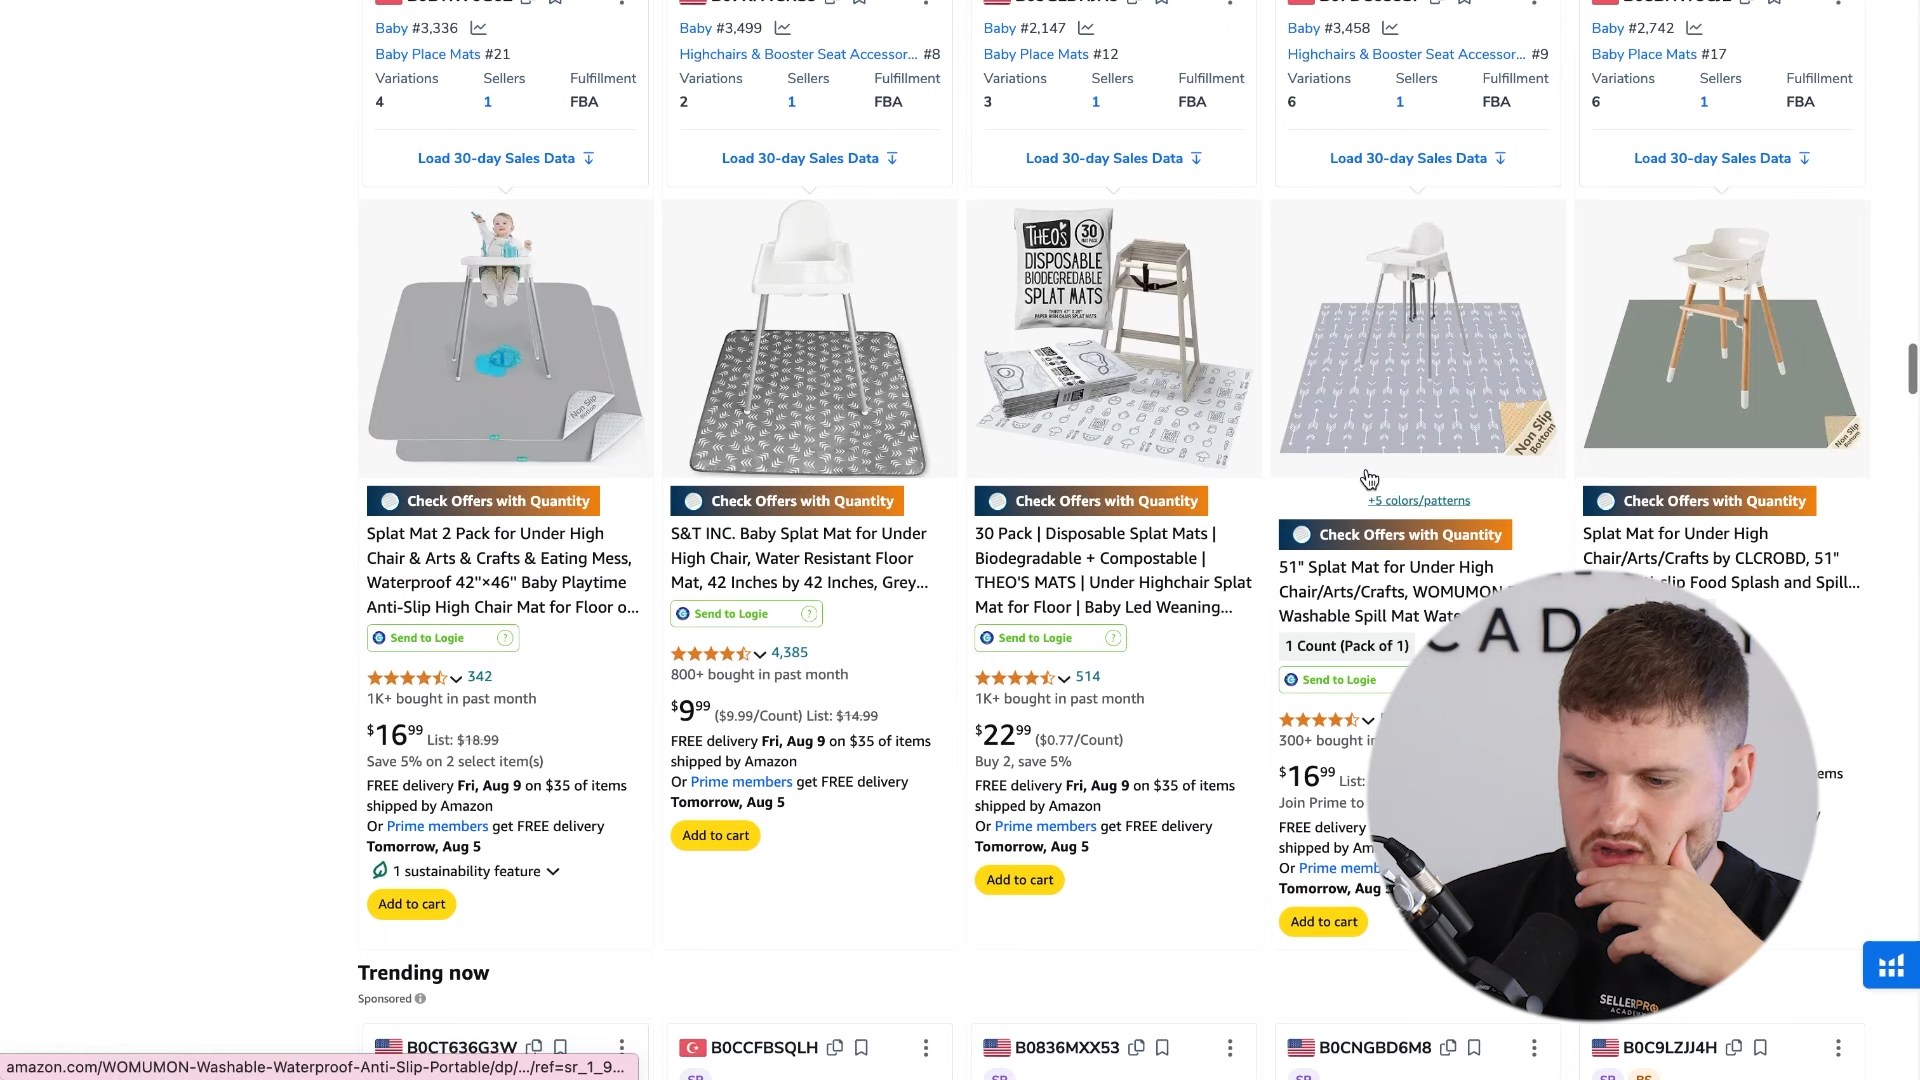 Baby #3,336
Baby Place Mats #21
Variations Sellers Fulfillment
4 1 FBA
Load 30-day Sales Data
Baby #3,499
Highchairs & Booster Seat Accessor... #8
Variations Sellers Fulfillment
2 1 FBA
Load 30-day Sales Data
Baby #2,147
Baby Place Mats #12
Variations Sellers Fulfillment
3 1 FBA
Load 30-day Sales Data
Baby #3,458
Highchairs & Booster Seat Accessor... #9
Variations Sellers Fulfillment
6 1 FBA
Load 30-day Sales Data
Baby #2,742
Baby Place Mats #17
Variations Sellers Fulfillment
6 1 FBA
Load 30-day Sales Data
Non Slip
THEO'S 30
DISPOSABLE
BIODEGREDABLE
SPLAT MATS
Non Slip
Bottom
Non Slip
Bottom
Check Offers with Quantity
Splat Mat 2 Pack for Under High
Chair & Arts & Crafts & Eating Mess,
Waterproof 42"×46" Baby Playtime
Anti-Slip High Chair Mat for Floor o...
Send to Logie ?
342
1K+ bought in past month
$16.99 List: $18.99
Save 5% on 2 select item(s)
FREE delivery Fri, Aug 9 on $35 of items
shipped by Amazon
Or Prime members get FREE delivery
Tomorrow, Aug 5
1 sustainability feature
Add to cart
Check Offers with Quantity
S&T INC. Baby Splat Mat for Under
High Chair, Water Resistant Floor
Mat, 42 Inches by 42 Inches, Grey...
Send to Logie ?
4,385
800+ bought in past month
$9.99 ($9.99/Count) List: $14.99
FREE delivery Fri, Aug 9 on $35 of items
shipped by Amazon
Or Prime members get FREE delivery
Tomorrow, Aug 5
Add to cart
Check Offers with Quantity
30 Pack | Disposable Splat Mats |
Biodegradable + Compostable |
THEO'S MATS | Under Highchair Splat
Mat for Floor | Baby Led Weaning...
Send to Logie ?
514
1K+ bought in past month
$22.99 ($0.77/Count)
Buy 2, save 5%
FREE delivery Fri, Aug 9 on $35 of items
shipped by Amazon
Or Prime members get FREE delivery
Tomorrow, Aug 5
Add to cart
+5 colors/patterns
Check Offers with Quantity
51" Splat Mat for Under High
Chair/Arts/Crafts, WOMUMON
Washable Spill Mat
1 Count (Pack of 1)
Send to Logie
300+ bought
$16.99 List:
Join Prime to
FREE delivery
shipped by
Or Prime
Tomorrow, Aug
Add to cart
Check Offers with Quantity
Splat Mat for Under High
Chair/Arts/Crafts by CLCROBD, 51"
Food Splash and Spill...
SELLERPRO
ACADEMY
Trending now
Sponsored
B0CT636G3W
B0CCFBSQLH
B0836MXX53
B0CNGBD6M8
B0C9LZJJ4H
amazon.com/WOMUMON-Washable-Waterproof-Anti-Slip-Portable/dp/.../ref=sr_1_9...